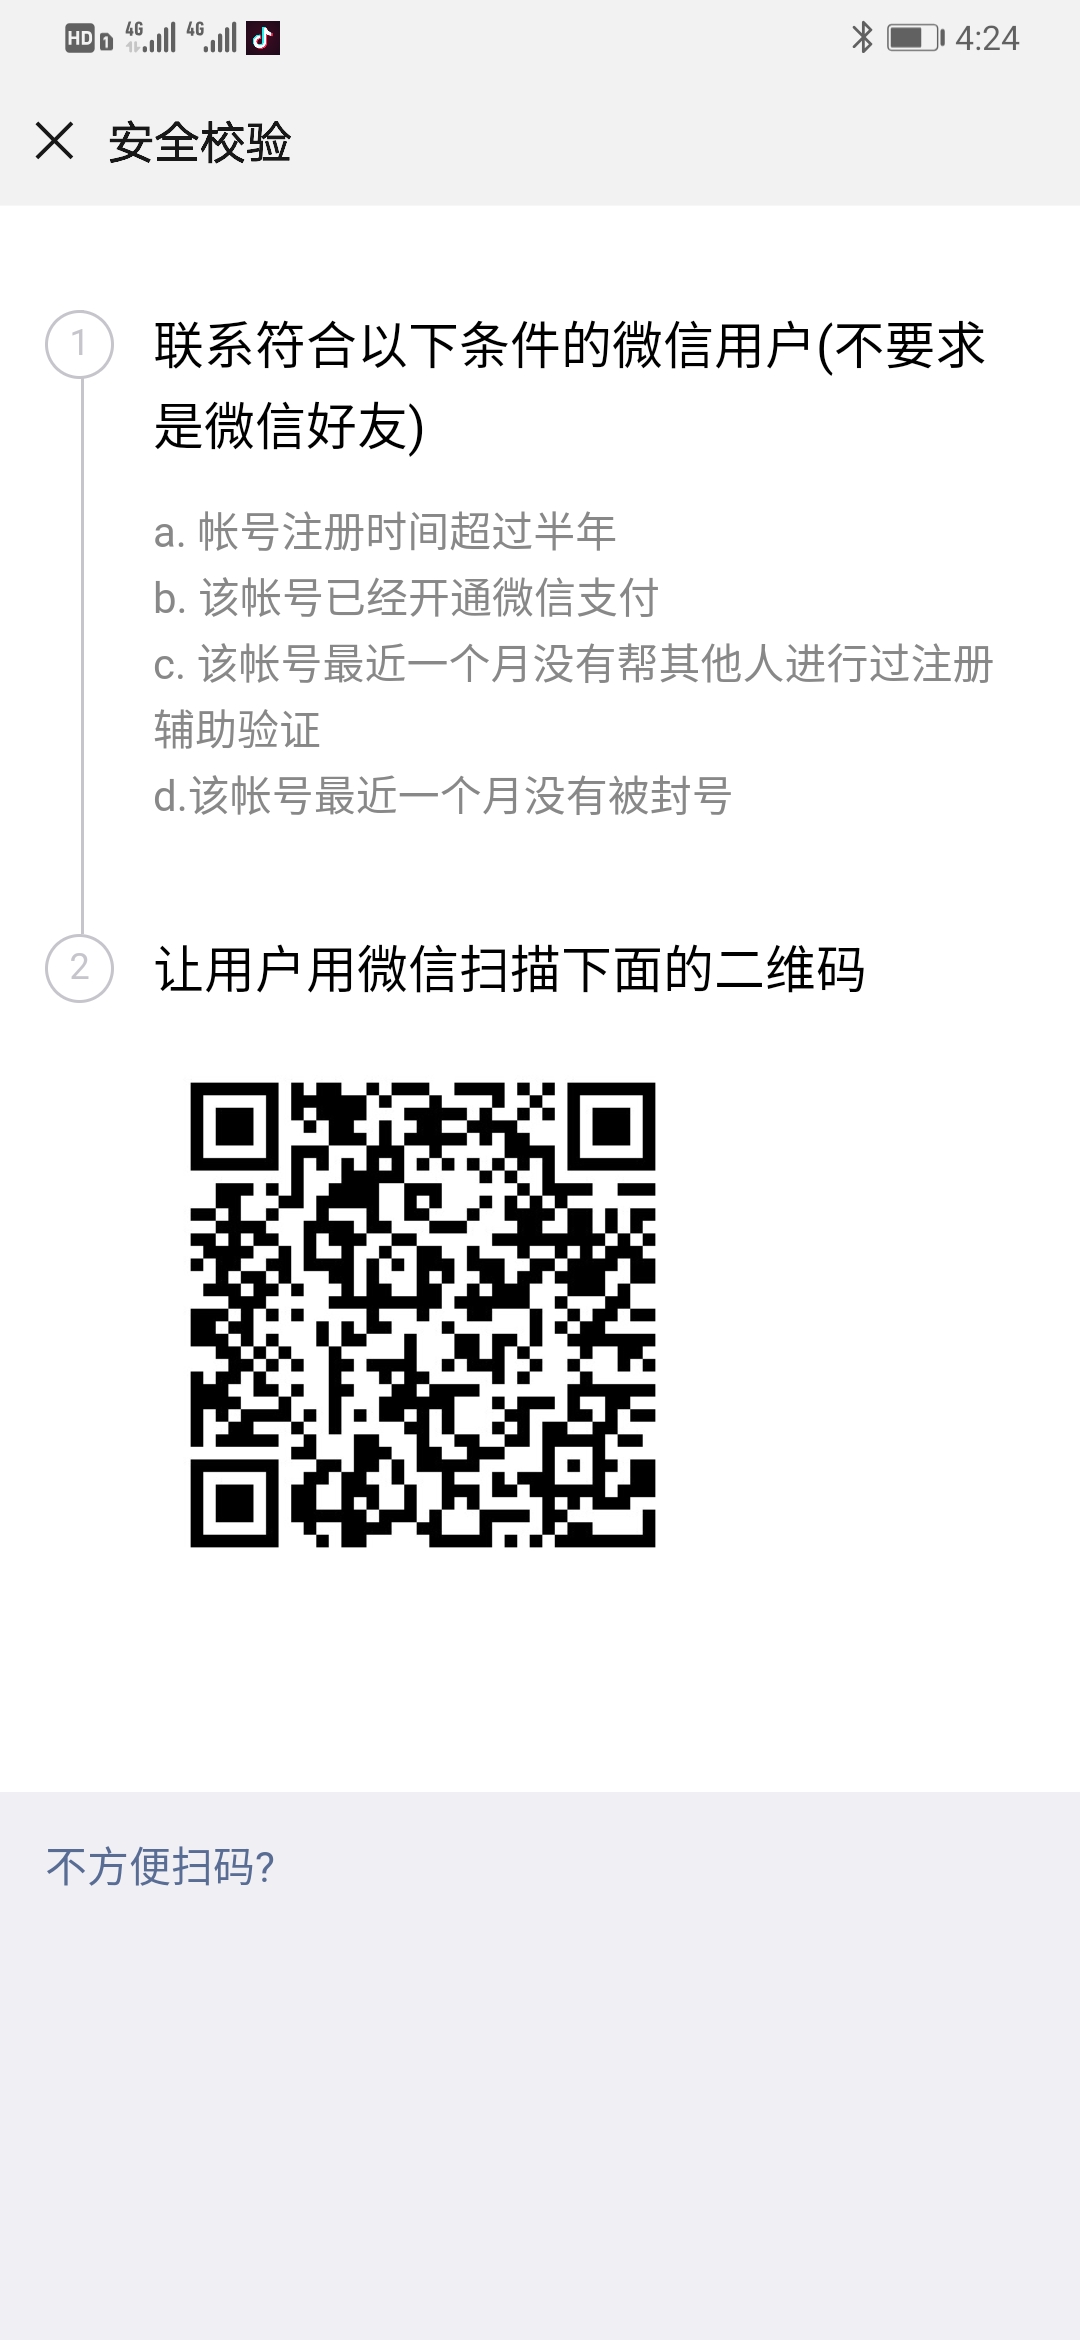 HD 1 4G 4G 4:24
安全校验
1 联系符合以下条件的微信用户(不要求
是微信好友)
a. 帐号注册时间超过半年
b. 该帐号已经开通微信支付
c. 该帐号最近一个月没有帮其他人进行过注册
辅助验证
d.该帐号最近一个月没有被封号
2 让用户用微信扫描下面的二维码
不方便扫码?